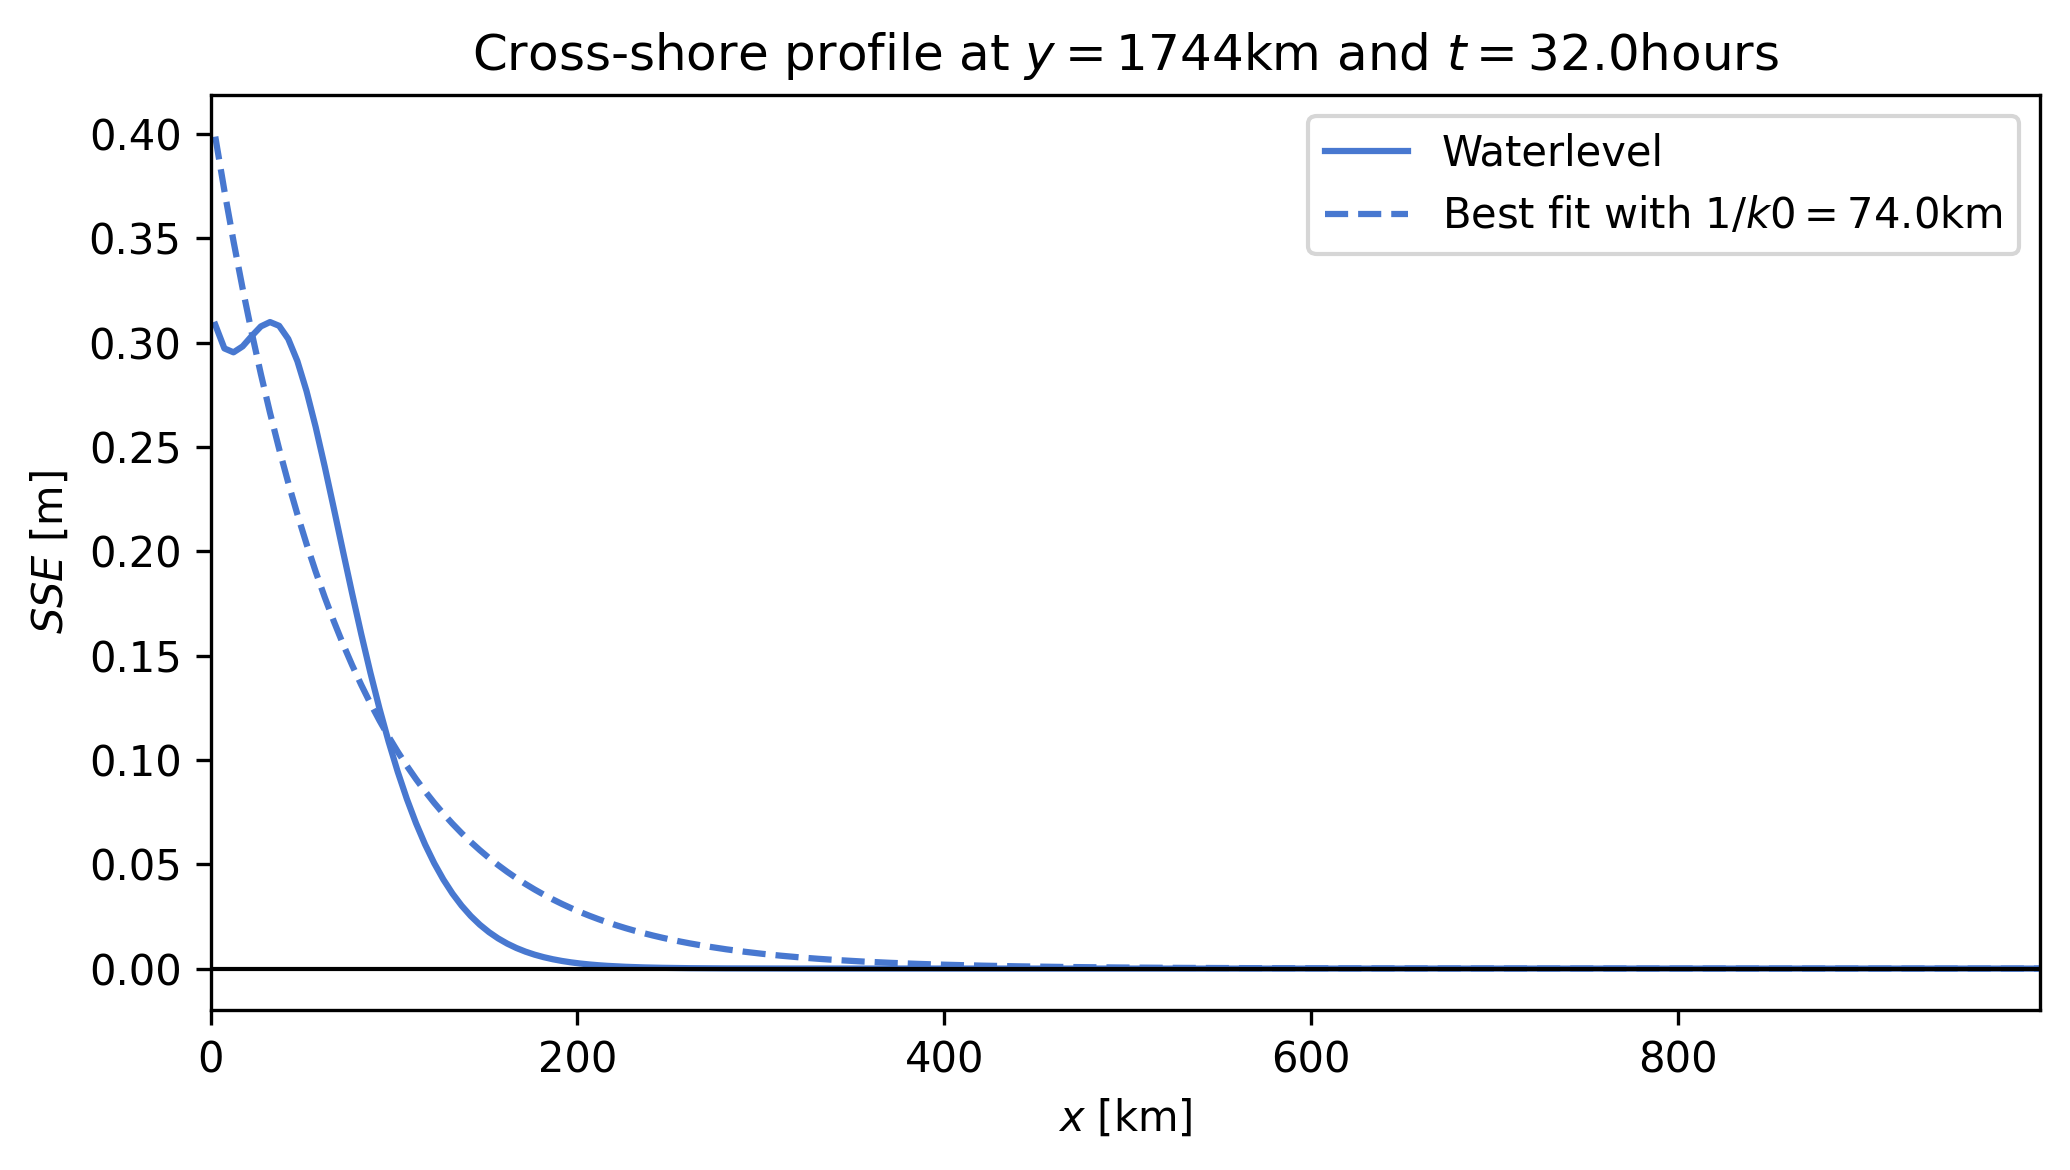 Cross-shore profile at y = 1744km and t = 32.0hours
Waterlevel
Best fit with 1/k0 = 74.0km
0.40
0.35
0.30
0.25
0.20
0.15
0.10
0.05
0.00
SSE [m]
0 200 400 600 800
x [km]